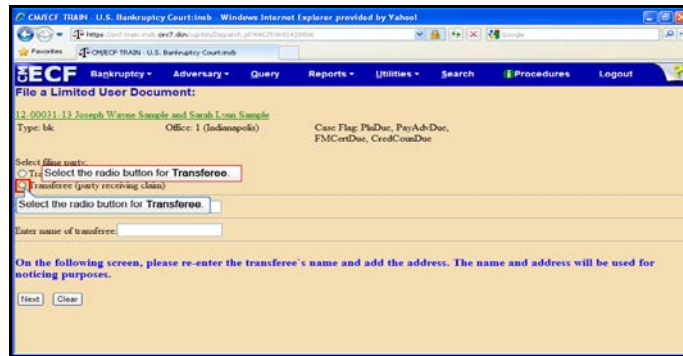 CM/ECF TRAIN - U.S. Bankruptcy Court:insb - Windows Internet Explorer provided by Yahoo!
Google
Favorites CM/ECF TRAIN - U.S. Bankruptcy Court:insb
CM ECF Bankruptcy Adversary Query Reports Utilities Search Procedures Logout ?
File a Limited User Document:
12-00031-13 Joseph Wayne Sample and Sarah Lynn Sample
Type: bk Office: 1 (Indianapolis) Case Flag: PlnDue, PayAdvDue,
FMCertDue, CredCounDue
Select filing party:
Select the radio button for Transferee.
Transferee (party receiving claim)
Select the radio button for Transferee.
Enter name of transferee:
On the following screen, please re-enter the transferee's name and add the address. The name and address will be used for
noticing purposes.
Next Clear